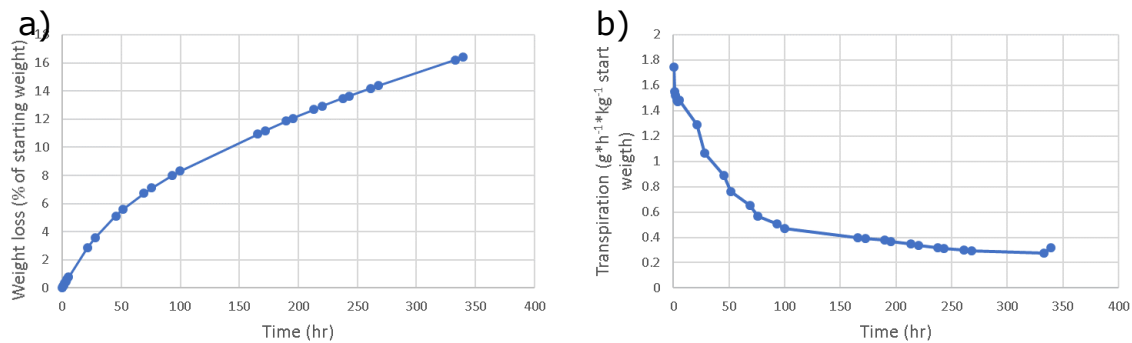 a)
Weight loss (% of starting weight)
18
16
14
12
10
8
6
4
2
0
0 50 100 150 200 250 300 350 400
Time (hr)
b)
Transpiration (g*h-1*kg-1 start
weigth)
2
1.8
1.6
1.4
1.2
1
0.8
0.6
0.4
0.2
0
0 50 100 150 200 250 300 350 400
Time (hr)